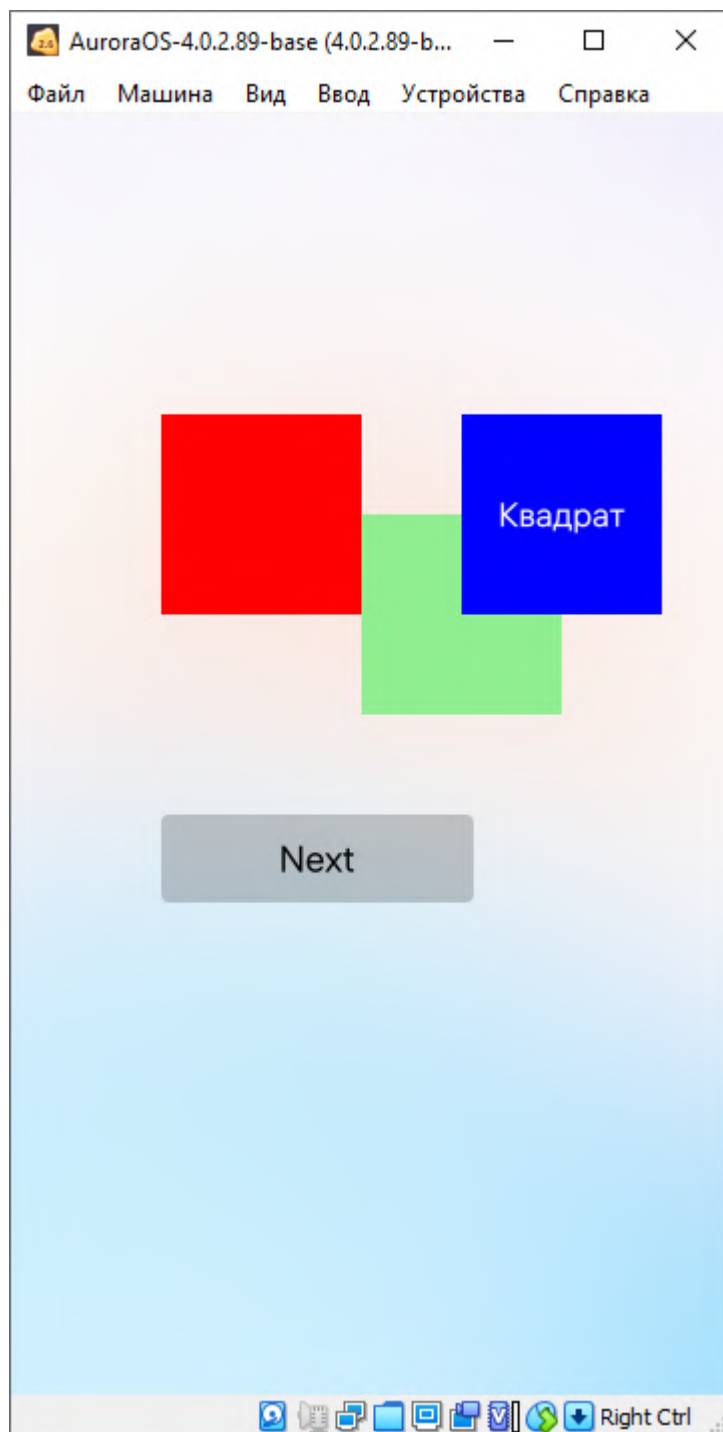 AuroraOS-4.0.2.89-base (4.0.2.89-b...
Файл Машина Вид Ввод Устройства Справка
Квадрат
Next
Right Ctrl